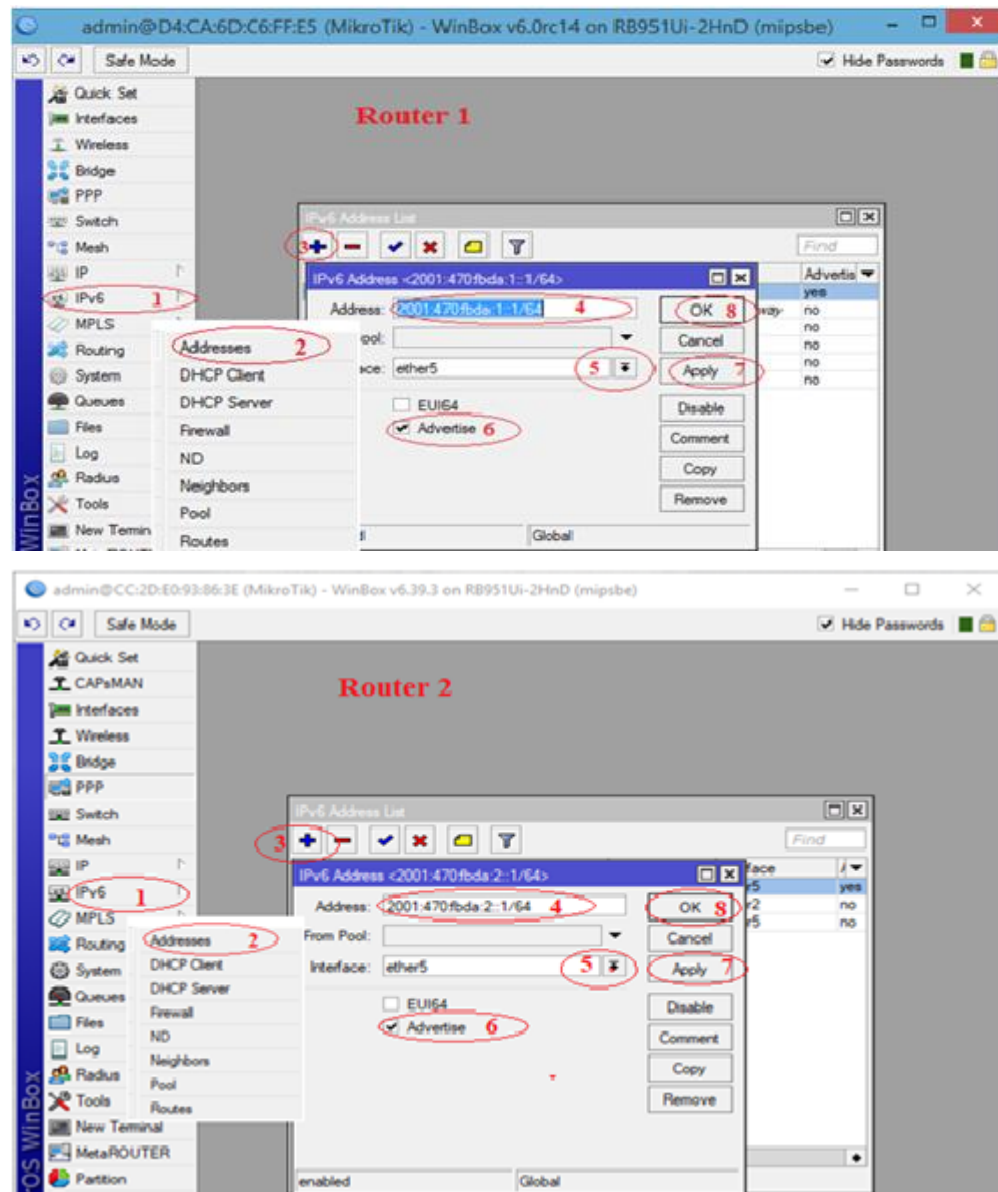 admin@D4:CA:6D:C6:FF:E5 (MikroTik) - WinBox v6.0rc14 on RB951Ui-2HnD (mipsbe)
Safe Mode
Hide Passwords
Quick Set
Interfaces
Wireless
Bridge
PPP
Switch
Mesh
IP
IPv6 1
MPLS
Routing
System
Queues
Files
Log
Radius
Tools
New Termin
WinBox
Router 1
Addresses 2
DHCP Client
DHCP Server
Firewall
ND
Neighbors
Pool
Routes
IPv6 Address List
3
Find
IPv6 Address <2001:470:fbda:1::1/64>
Address: 2001:470:fbda:1::1/64 4
ool:
ace: ether5 5
EUI64
Advertise 6
OK 8
Cancel
Apply 7
Disable
Comment
Copy
Remove
Global
Advertis
yes
way no
no
no
no
no
admin@CC:2D:E0:93:86:3E (MikroTik) - WinBox v6.39.3 on RB951Ui-2HnD (mipsbe)
Safe Mode
Hide Passwords
Quick Set
CAPsMAN
Interfaces
Wireless
Bridge
PPP
Switch
Mesh
IP
IPv6 1
MPLS
Routing
System
Queues
Files
Log
Radius
Tools
New Terminal
MetaROUTER
Partition
OS WinBox
Router 2
Addresses 2
DHCP Client
DHCP Server
Firewall
ND
Neighbors
Pool
Routes
IPv6 Address List
3
Find
IPv6 Address <2001:470:fbda:2::1/64>
Address: 2001:470:fbda:2::1/64 4
From Pool:
Interface: ether5 5
EUI64
Advertise 6
OK 8
Cancel
Apply 7
Disable
Comment
Copy
Remove
enabled
Global
face
r5 yes
r2 no
r5 no